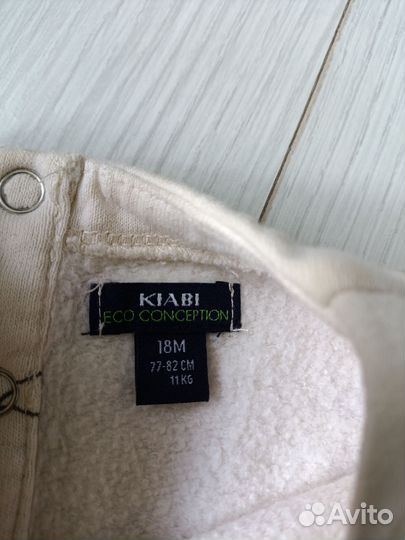 KIABI
ECO CONCEPTION
18M
77-82 CM
11 KG
Avito